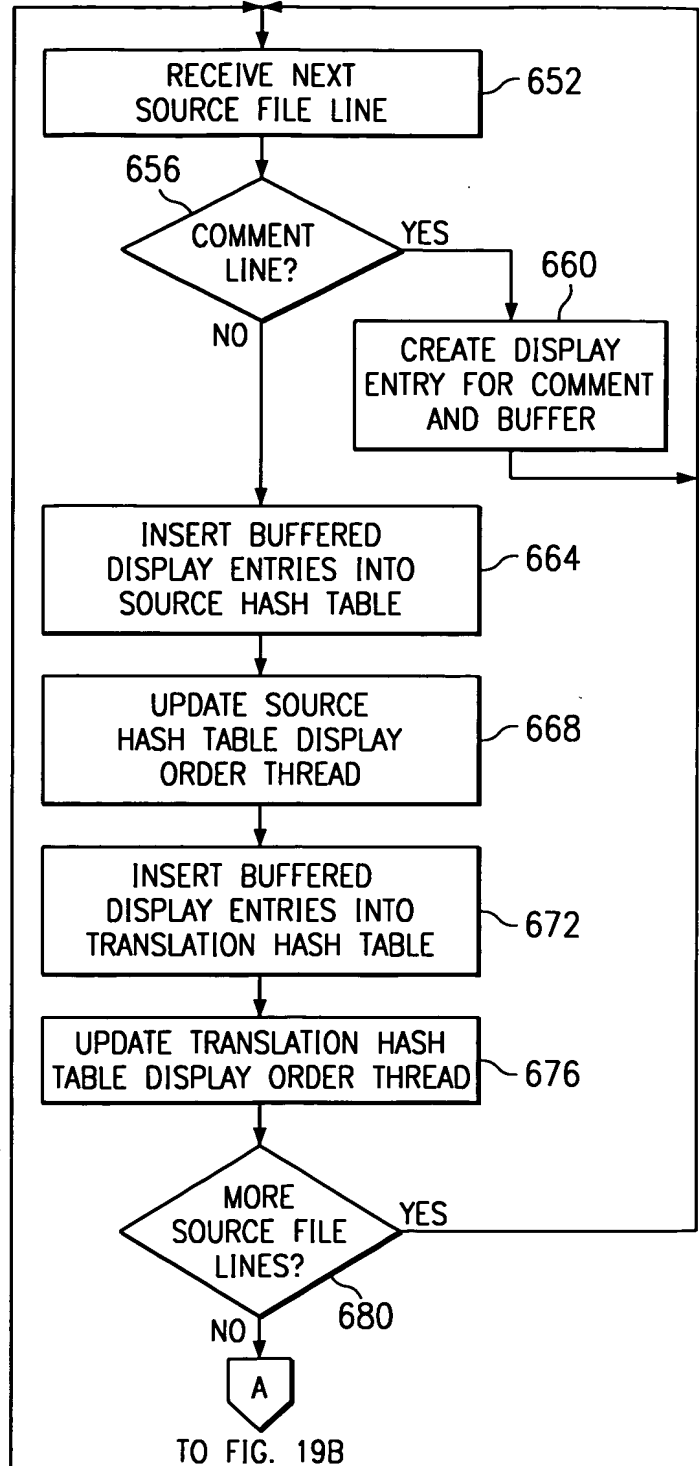 RECEIVE NEXT
SOURCE FILE LINE
652
656
COMMENT
LINE?
YES
NO
660
CREATE DISPLAY
ENTRY FOR COMMENT
AND BUFFER
INSERT BUFFERED
DISPLAY ENTRIES INTO
SOURCE HASH TABLE
664
UPDATE SOURCE
HASH TABLE DISPLAY
ORDER THREAD
668
INSERT BUFFERED
DISPLAY ENTRIES INTO
TRANSLATION HASH TABLE
672
UPDATE TRANSLATION HASH
TABLE DISPLAY ORDER THREAD
676
MORE
SOURCE FILE
LINES?
YES
680
NO
A
TO FIG. 19B